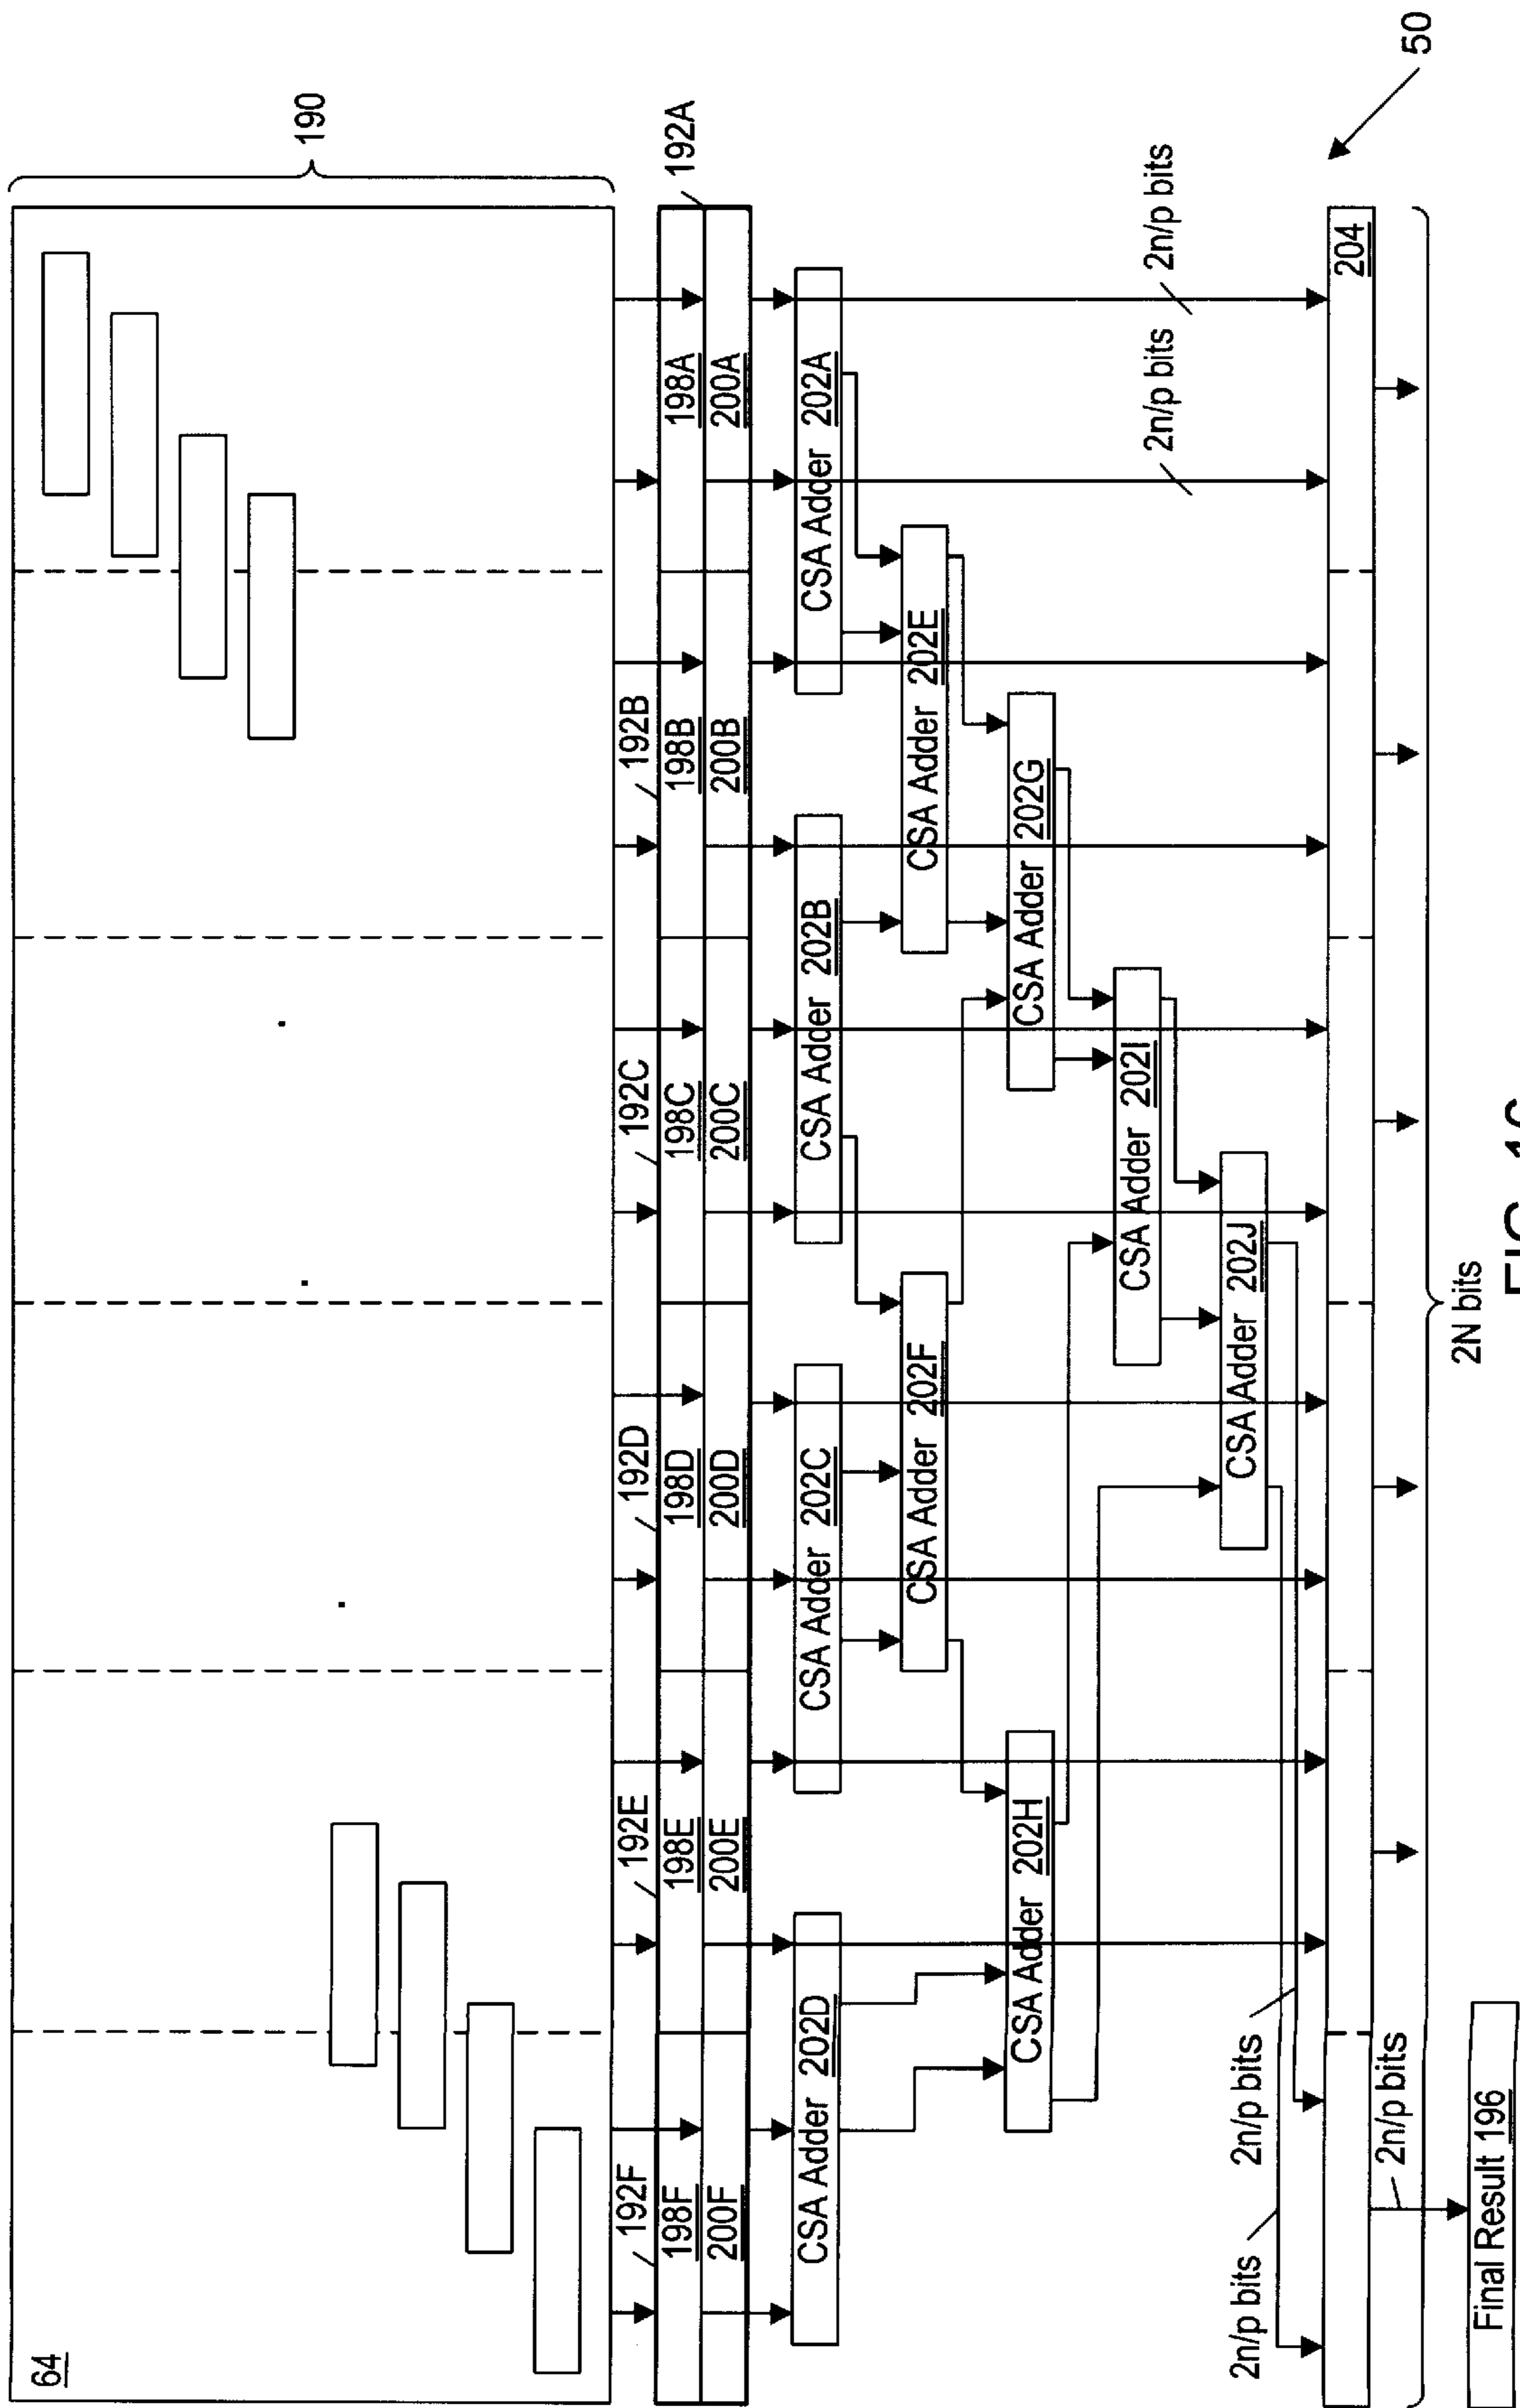 64
190
192F 192E 192D 192C 192B 192A
198F 198E 198D 198C 198B 198A
200F 200E 200D 200C 200B 200A
CSA Adder 202D
CSA Adder 202C
CSA Adder 202B
CSA Adder 202A
CSA Adder 202F
CSA Adder 202E
CSA Adder 202H
CSA Adder 202G
CSA Adder 202I
CSA Adder 202J
2n/p bits
2n/p bits
2n/p bits
2n/p bits
204
2n/p bits
50
2N bits
Final Result 196
FIG.